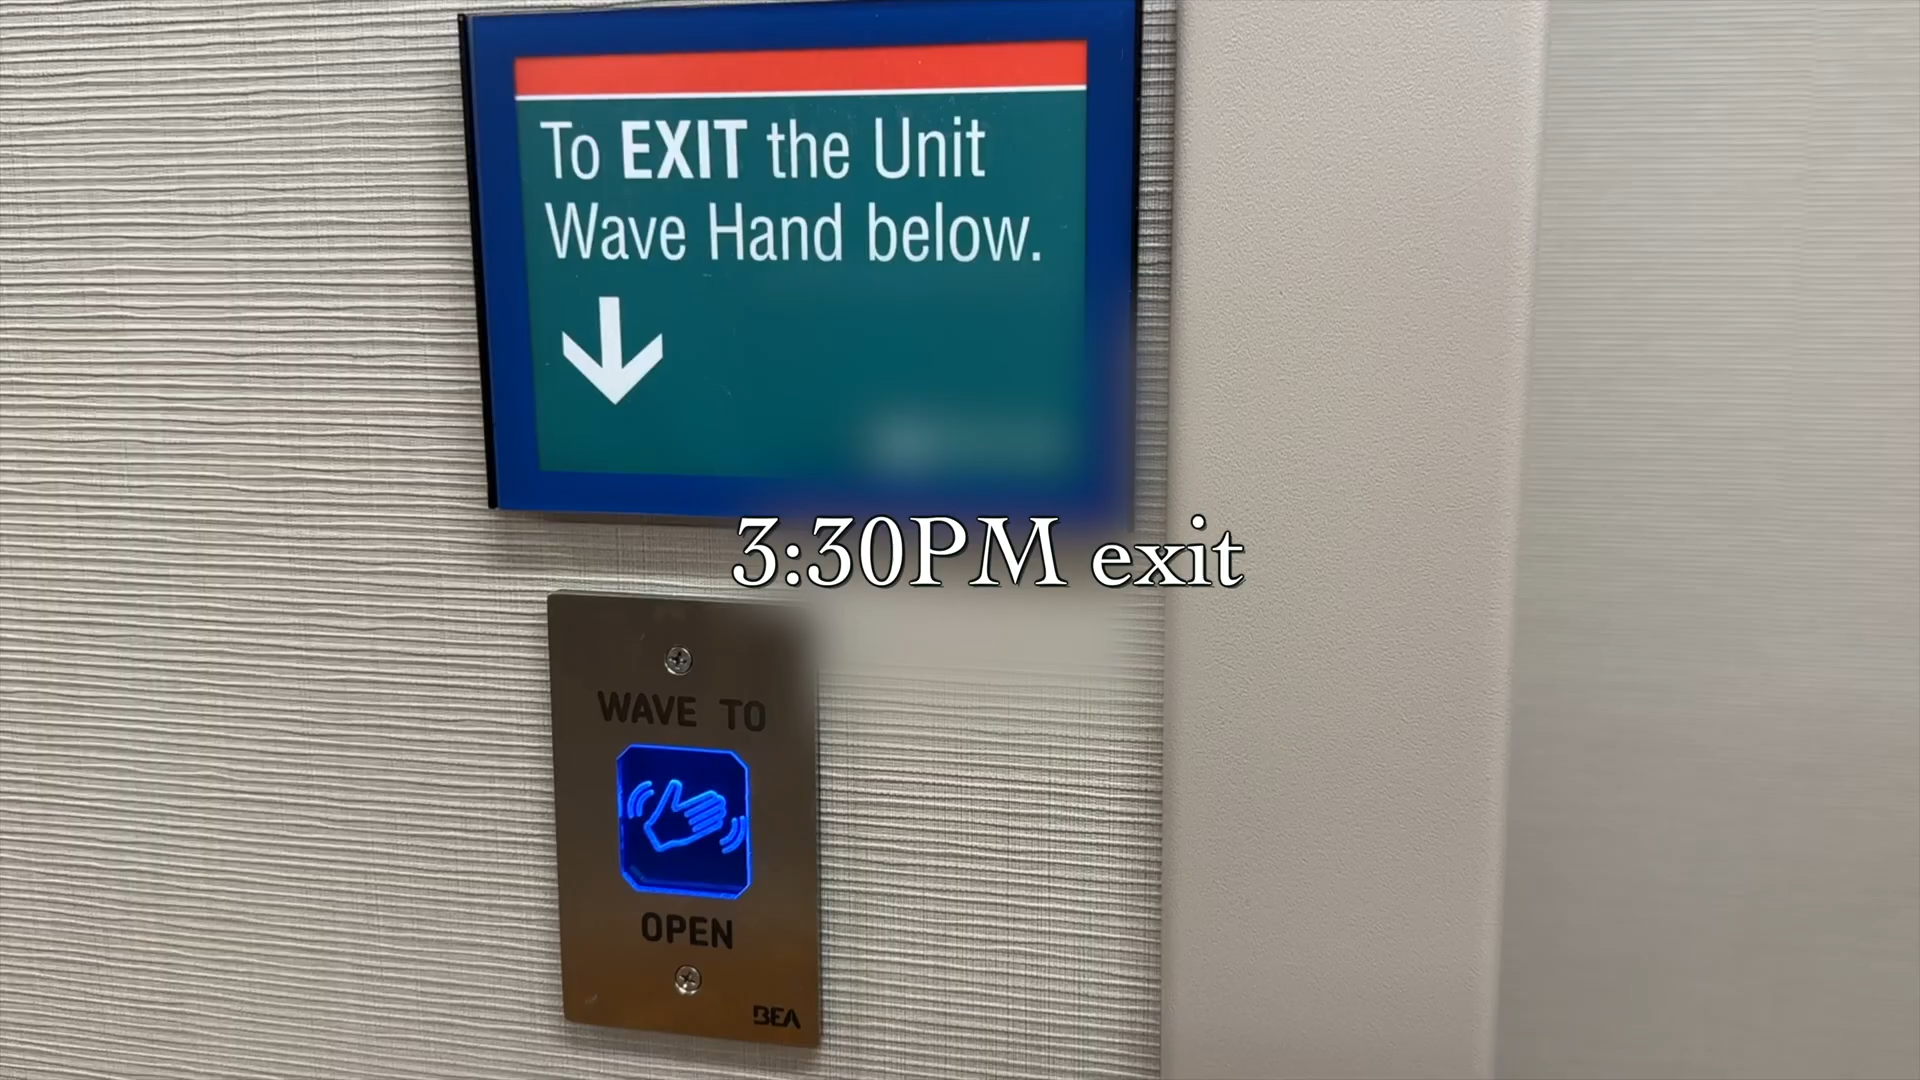 To EXIT the Unit
Wave Hand below.
3:30PM exit
WAVE TO
OPEN
BEA